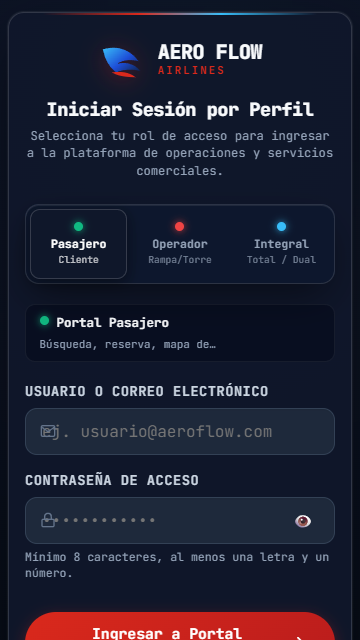 AERO FLOW
AIRLINES
Iniciar Sesión por Perfil
Selecciona tu rol de acceso para ingresar
a la plataforma de operaciones y servicios
comerciales.
Pasajero
Cliente
Operador
Rampa/Torre
Integral
Total / Dual
Portal Pasajero
Búsqueda, reserva, mapa de…
USUARIO O CORREO ELECTRÓNICO
Ej. usuario@aeroflow.com
CONTRASEÑA DE ACCESO
Mínimo 8 caracteres, al menos una letra y un
número.
Ingresar a Portal